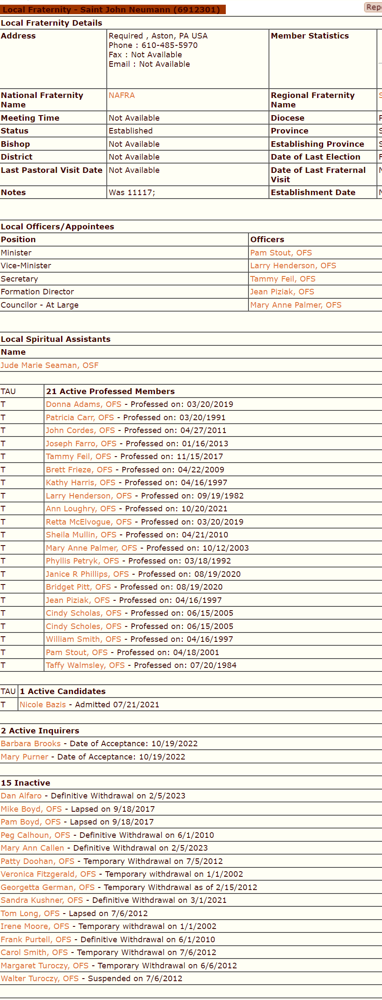 Local Fraternity - Saint John Neumann (6912301)
Local Fraternity Details
Address Required , Aston, PA USA Member Statistics
Phone : 610-485-5970
Fax : Not Available
Email : Not Available
National Fraternity Name NAFRA Regional Fraternity Name
Meeting Time Not Available Diocese
Status Established Province
Bishop Not Available Establishing Province
District Not Available Date of Last Election
Last Pastoral Visit Date Not Available Date of Last Fraternal Visit
Notes Was 11117; Establishment Date
Local Officers/Appointees
Position Officers
Minister Pam Stout, OFS
Vice-Minister Larry Henderson, OFS
Secretary Tammy Feil, OFS
Formation Director Jean Piziak, OFS
Councilor - At Large Mary Anne Palmer, OFS
Local Spiritual Assistants
Name
Jude Marie Seaman, OSF
TAU 21 Active Professed Members
T Donna Adams, OFS - Professed on: 03/20/2019
T Patricia Carr, OFS - Professed on: 03/20/1991
T John Cordes, OFS - Professed on: 04/27/2011
T Joseph Farro, OFS - Professed on: 01/16/2013
T Tammy Feil, OFS - Professed on: 11/15/2017
T Brett Frieze, OFS - Professed on: 04/22/2009
T Kathy Harris, OFS - Professed on: 04/16/1997
T Larry Henderson, OFS - Professed on: 09/19/1982
T Ann Loughry, OFS - Professed on: 10/20/2021
T Retta McElvogue, OFS - Professed on: 03/20/2019
T Sheila Mullin, OFS - Professed on: 04/21/2010
T Mary Anne Palmer, OFS - Professed on: 10/12/2003
T Phyllis Petryk, OFS - Professed on: 03/18/1992
T Janice R Phillips, OFS - Professed on: 08/19/2020
T Bridget Pitt, OFS - Professed on: 08/19/2020
T Jean Piziak, OFS - Professed on: 04/16/1997
T Cindy Scholas, OFS - Professed on: 06/15/2005
T Cindy Scholes, OFS - Professed on: 06/15/2005
T William Smith, OFS - Professed on: 04/16/1997
T Pam Stout, OFS - Professed on: 04/18/2001
T Taffy Walmsley, OFS - Professed on: 07/20/1984
TAU 1 Active Candidates
T Nicole Bazis - Admitted 07/21/2021
2 Active Inquirers
Barbara Brooks - Date of Acceptance: 10/19/2022
Mary Purner - Date of Acceptance: 10/19/2022
15 Inactive
Dan Alfaro - Definitive Withdrawal on 2/5/2023
Mike Boyd, OFS - Lapsed on 9/18/2017
Pam Boyd, OFS - Lapsed on 9/18/2017
Peg Calhoun, OFS - Definitive Withdrawal on 6/1/2010
Mary Ann Callen - Definitive Withdrawal on 2/5/2023
Patty Doohan, OFS - Temporary Withdrawal on 7/5/2012
Veronica Fitzgerald, OFS - Temporary withdrawal on 1/1/2002
Georgetta German, OFS - Temporary Withdrawal as of 2/15/2012
Sandra Kushner, OFS - Definitive Withdrawal on 3/1/2021
Tom Long, OFS - Lapsed on 7/6/2012
Irene Moore, OFS - Temporary withdrawal on 1/1/2002
Frank Purtell, OFS - Definitive Withdrawal on 6/1/2010
Carol Smith, OFS - Temporary Withdrawal on 7/6/2012
Margaret Turoczy, OFS - Temporary Withdrawal on 6/6/2012
Walter Turoczy, OFS - Suspended on 7/6/2012